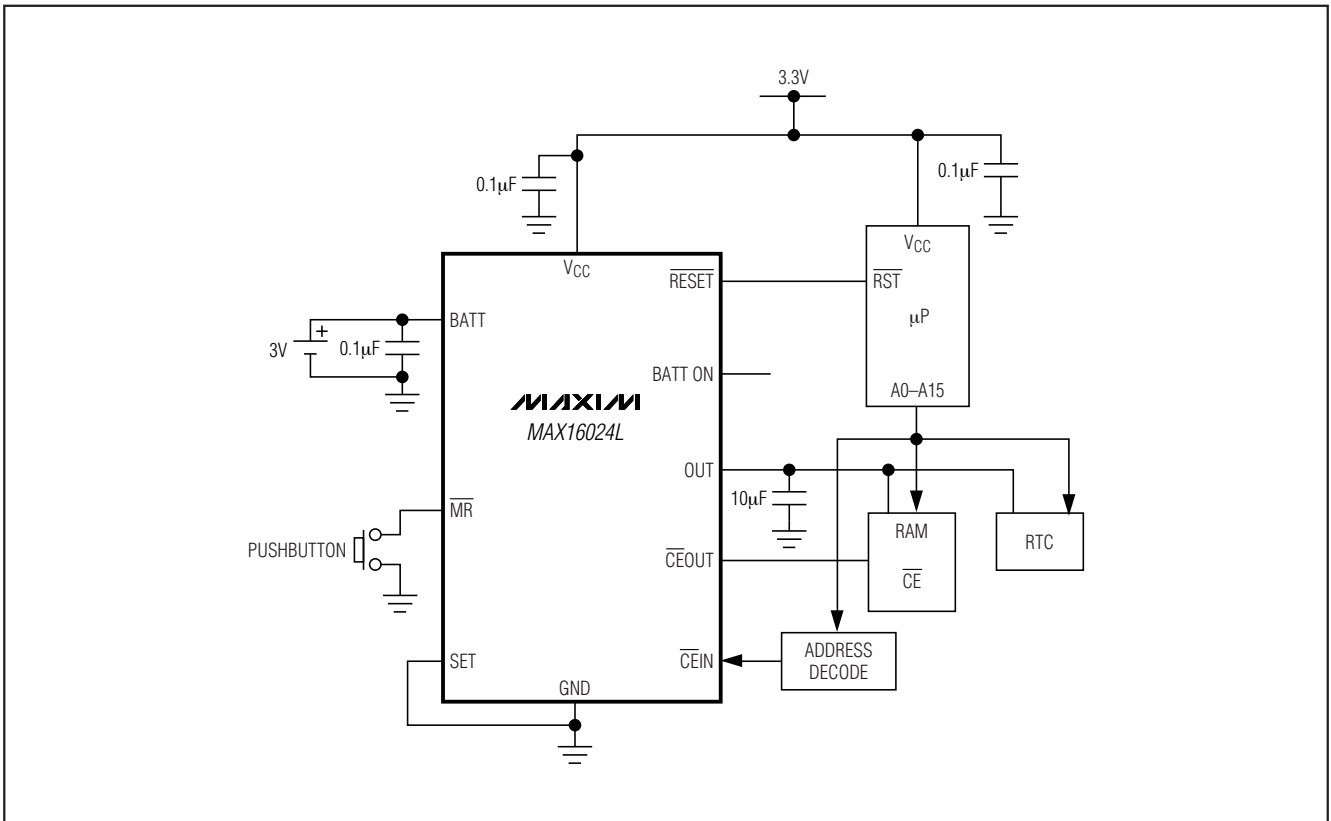 3.3V
0.1μF
0.1μF
VCC
VCC
RESET
RST
μP
BATT
3V
+
0.1μF
BATT ON
A0–A15
MAXIM
MAX16024L
OUT
10μF
MR
RAM
RTC
PUSHBUTTON
CEOUT
CE
SET
CEIN
ADDRESS
DECODE
GND